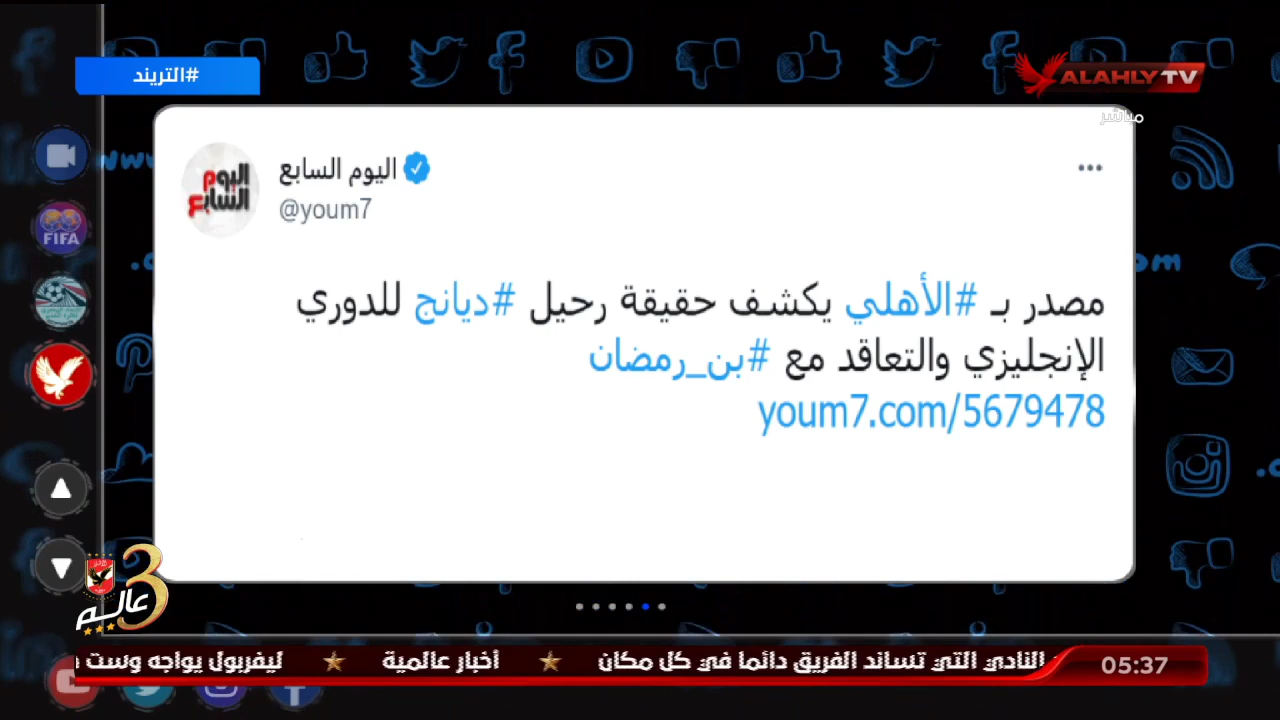 #التريند
ALAHLY TV
مباشر
اليوم السابع
اليوم السابع
@youm7
مصدر بـ #الأهلي يكشف حقيقة رحيل #ديانج للدوري
الإنجليزي والتعاقد مع #بن_رمضان
youm7.com/5679478
FIFA
3 عالم
النادي التي تساند الفريق دائما في كل مكان ★ أخبار عالمية ★ ليفربول يواجه وست
05:37